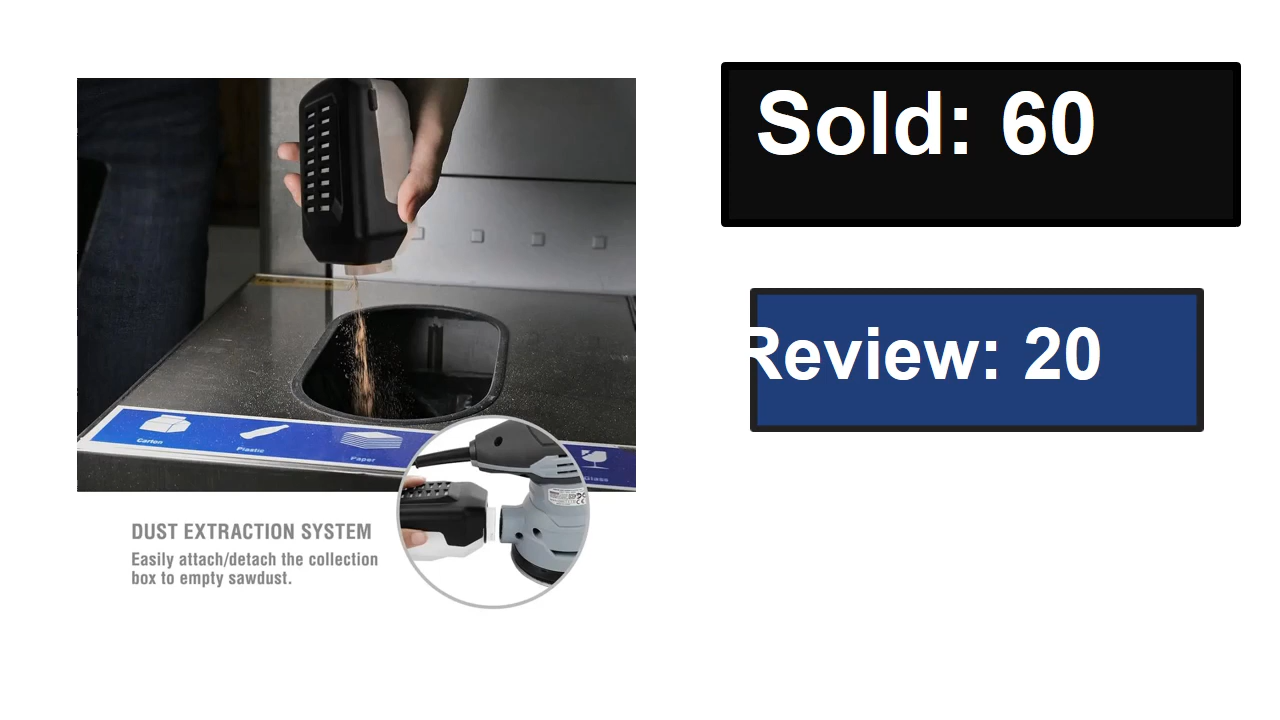 Sold: 60
Review: 20
Carton
Plastic
Paper
Glass
DUST EXTRACTION SYSTEM
Easily attach/detach the collection
box to empty sawdust.